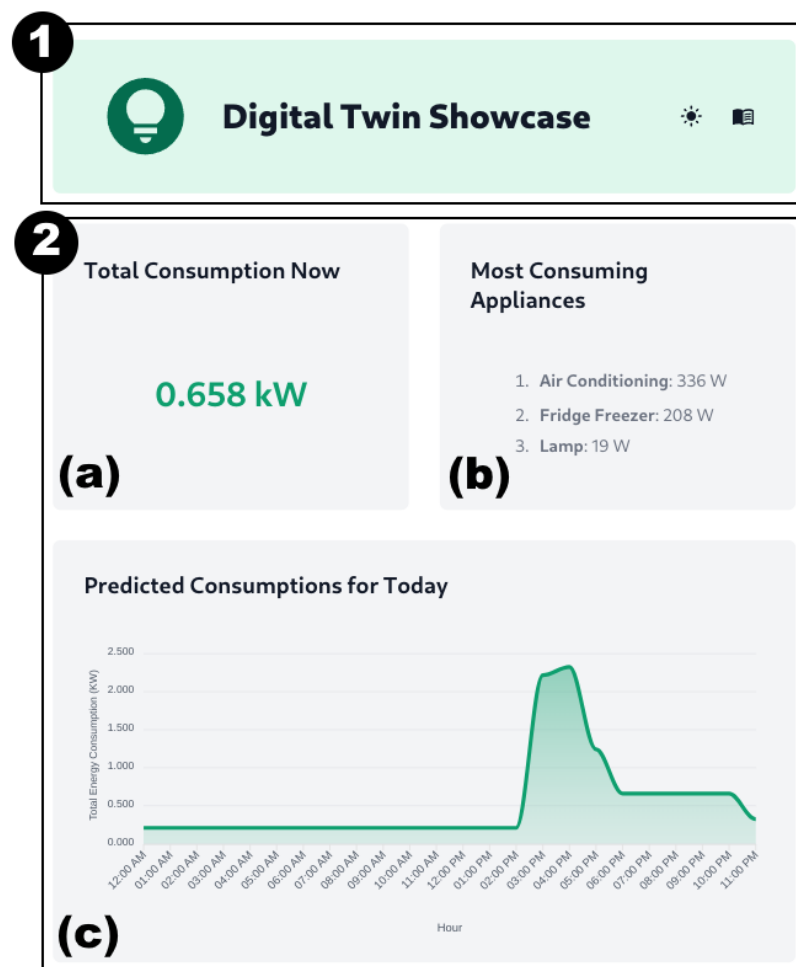 1
Digital Twin Showcase
2
Total Consumption Now
0.658 kW
(a)
Most Consuming
Appliances
1. Air Conditioning: 336 W
2. Fridge Freezer: 208 W
3. Lamp: 19 W
(b)
Predicted Consumptions for Today
Total Energy Consumption (KW)
2.500
2.000
1.500
1.000
0.500
0.000
12:00 AM
01:00 AM
02:00 AM
03:00 AM
04:00 AM
05:00 AM
06:00 AM
07:00 AM
08:00 AM
09:00 AM
10:00 AM
11:00 AM
12:00 PM
01:00 PM
02:00 PM
03:00 PM
04:00 PM
05:00 PM
06:00 PM
07:00 PM
08:00 PM
09:00 PM
10:00 PM
11:00 PM
Hour
(c)